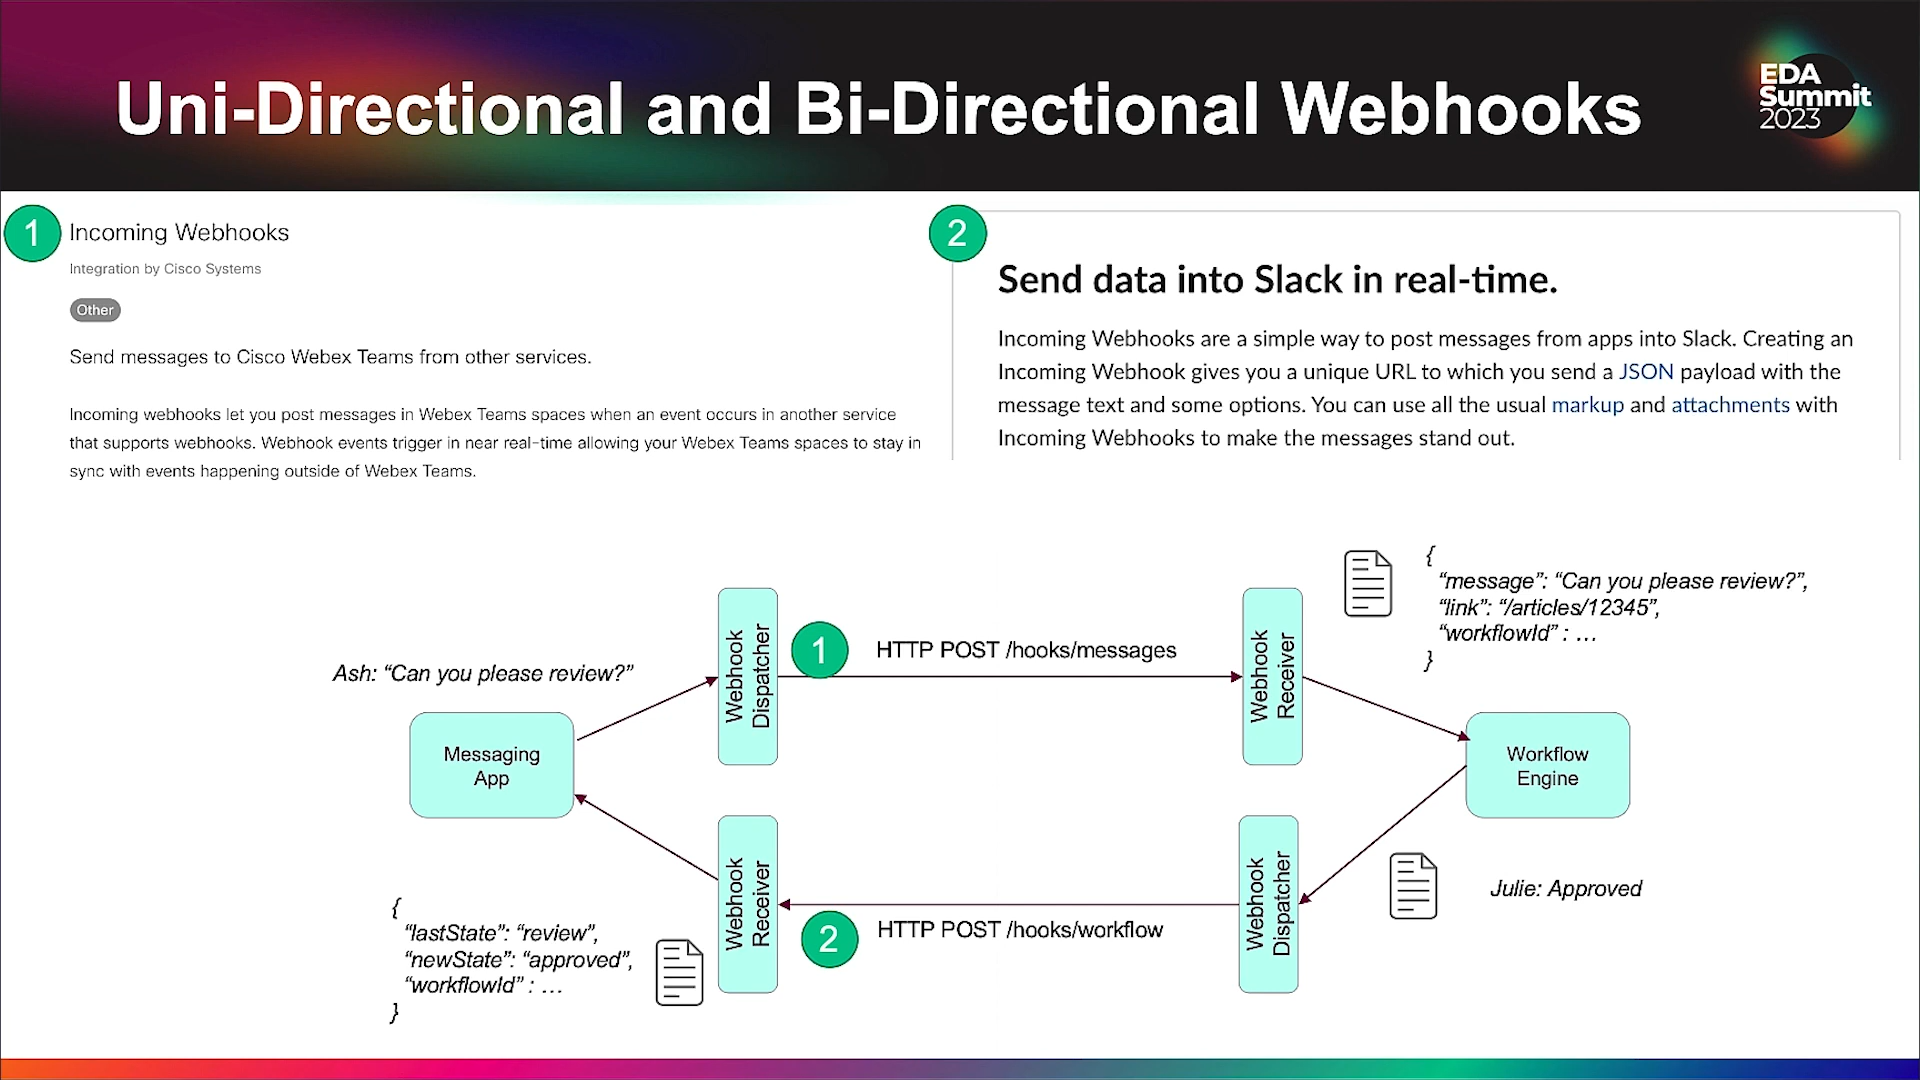 Uni-Directional and Bi-Directional Webhooks
EDA
Summit
2023
1
Incoming Webhooks
Integration by Cisco Systems
Other
Send messages to Cisco Webex Teams from other services.
Incoming webhooks let you post messages in Webex Teams spaces when an event occurs in another service
that supports webhooks. Webhook events trigger in near real-time allowing your Webex Teams spaces to stay in
sync with events happening outside of Webex Teams.
2
Send data into Slack in real-time.
Incoming Webhooks are a simple way to post messages from apps into Slack. Creating an
Incoming Webhook gives you a unique URL to which you send a JSON payload with the
message text and some options. You can use all the usual markup and attachments with
Incoming Webhooks to make the messages stand out.
Ash: “Can you please review?”
Messaging
App
Webhook
Dispatcher
1
HTTP POST /hooks/messages
Webhook
Receiver
{
“message”: “Can you please review?”,
“link”: “/articles/12345”,
“workflowId” : …
}
Workflow
Engine
Julie: Approved
Webhook
Dispatcher
2
HTTP POST /hooks/workflow
Webhook
Receiver
{
“lastState”: “review”,
“newState”: “approved”,
“workflowId” : …
}